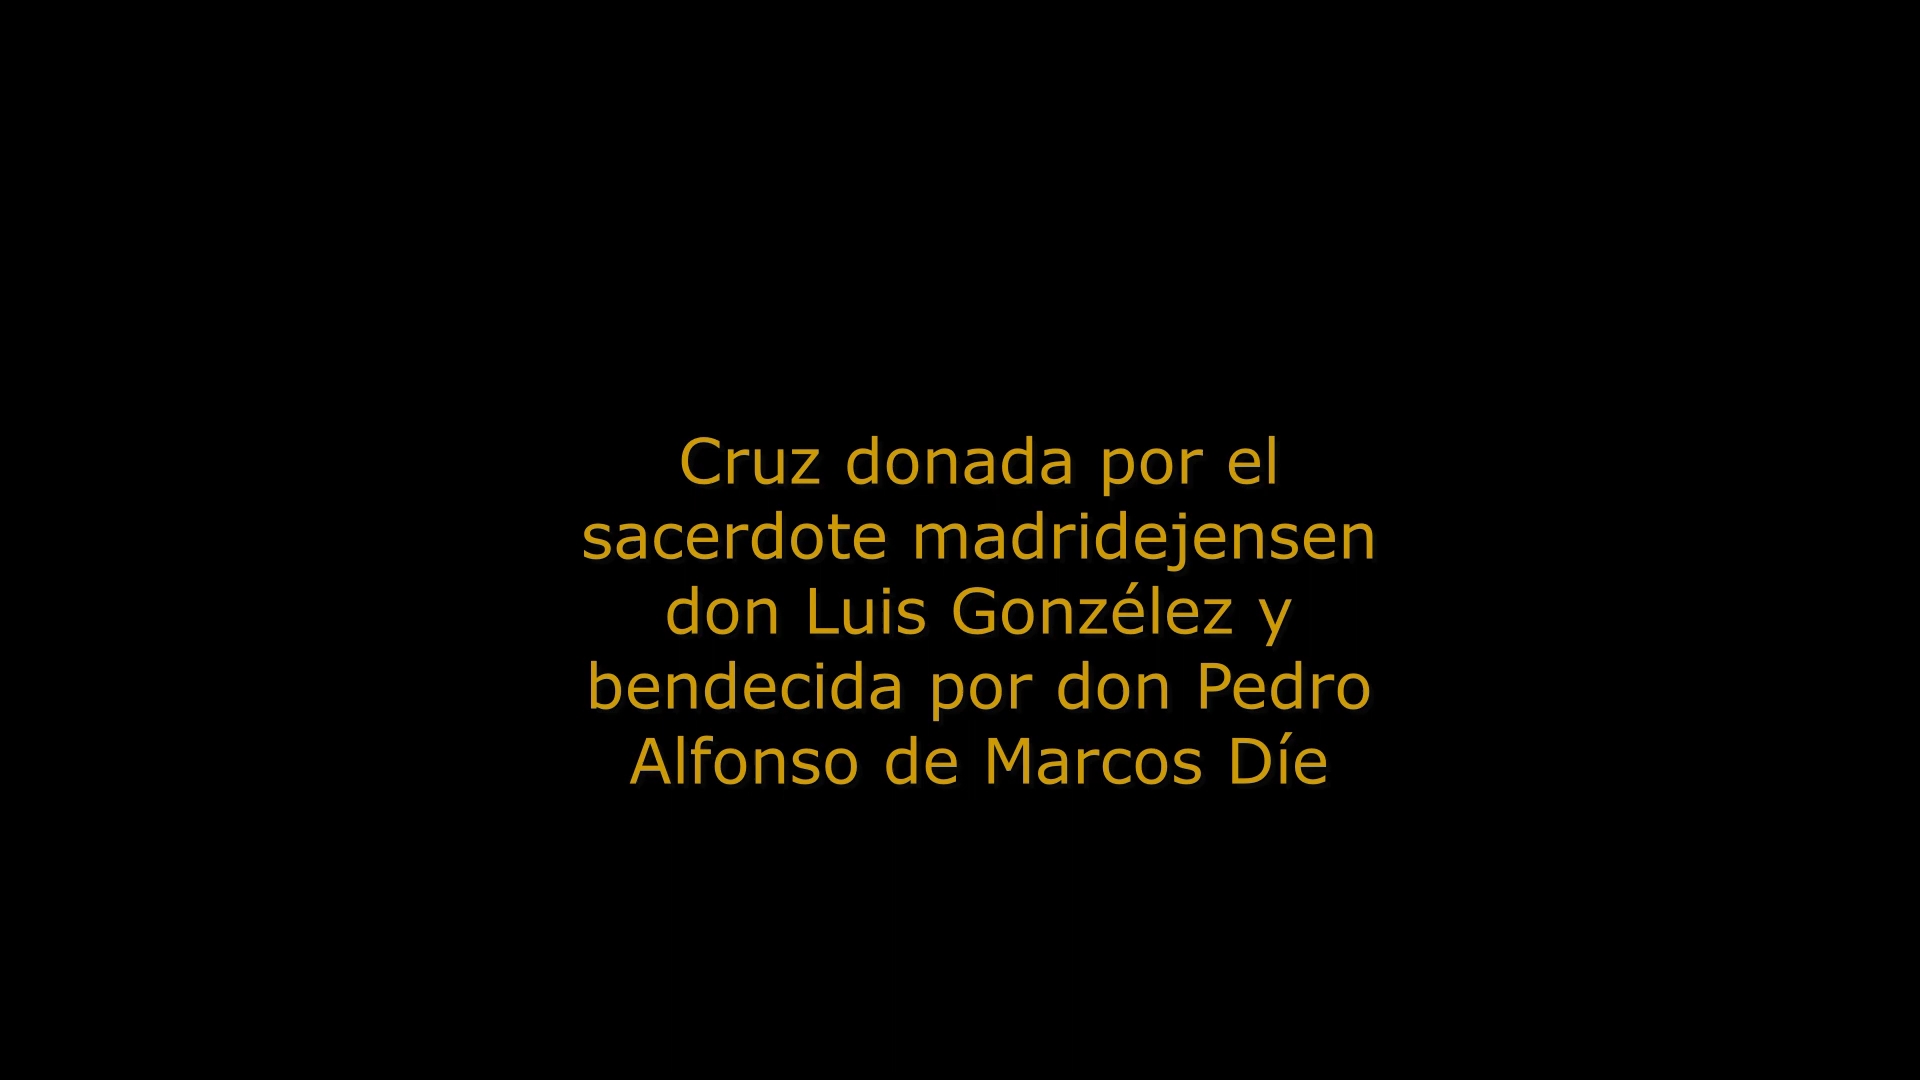 Cruz donada por el
sacerdote madridejensen
don Luis Gonzélez y
bendecida por don Pedro
Alfonso de Marcos Díe